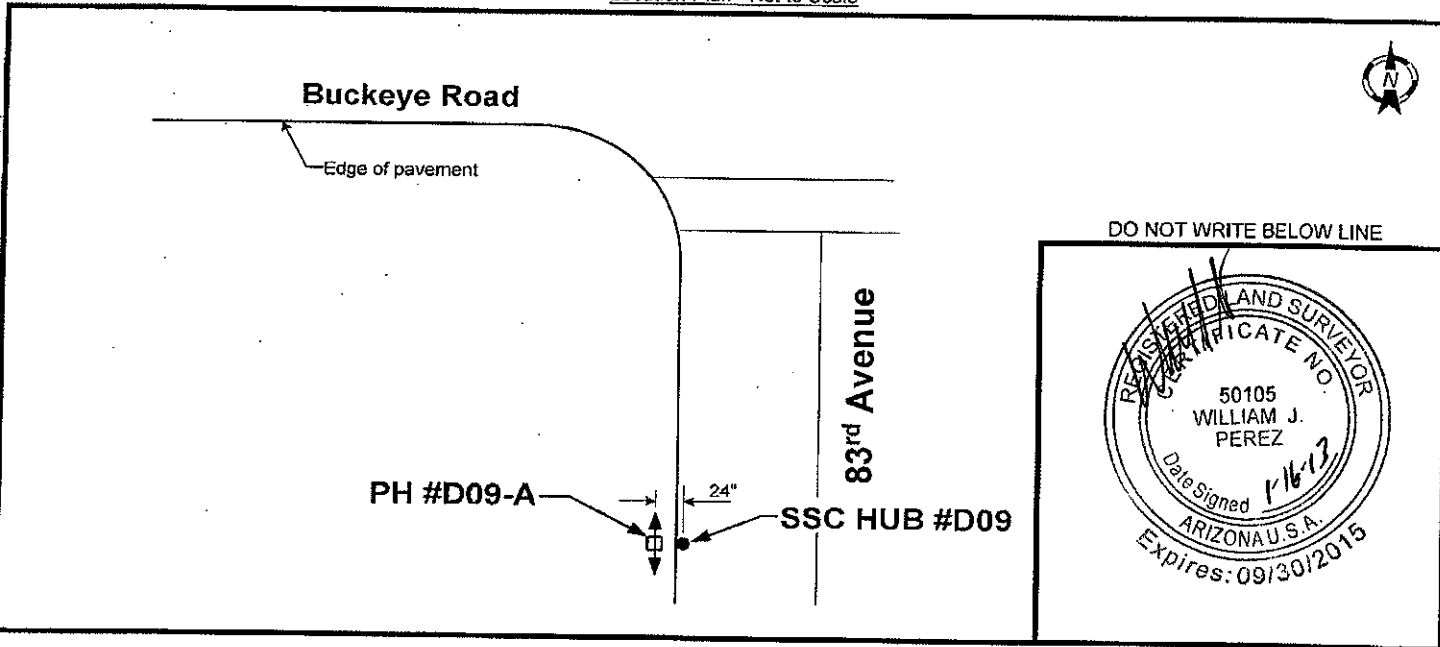 Buckeye Road
N
Edge of pavement
DO NOT WRITE BELOW LINE
83rd Avenue
PH #D09-A
24"
SSC HUB #D09
REGISTERED LAND SURVEYOR
CERTIFICATE NO.
50105
WILLIAM J.
PEREZ
Date Signed 1-16-13
ARIZONA U.S.A.
Expires: 09/30/2015